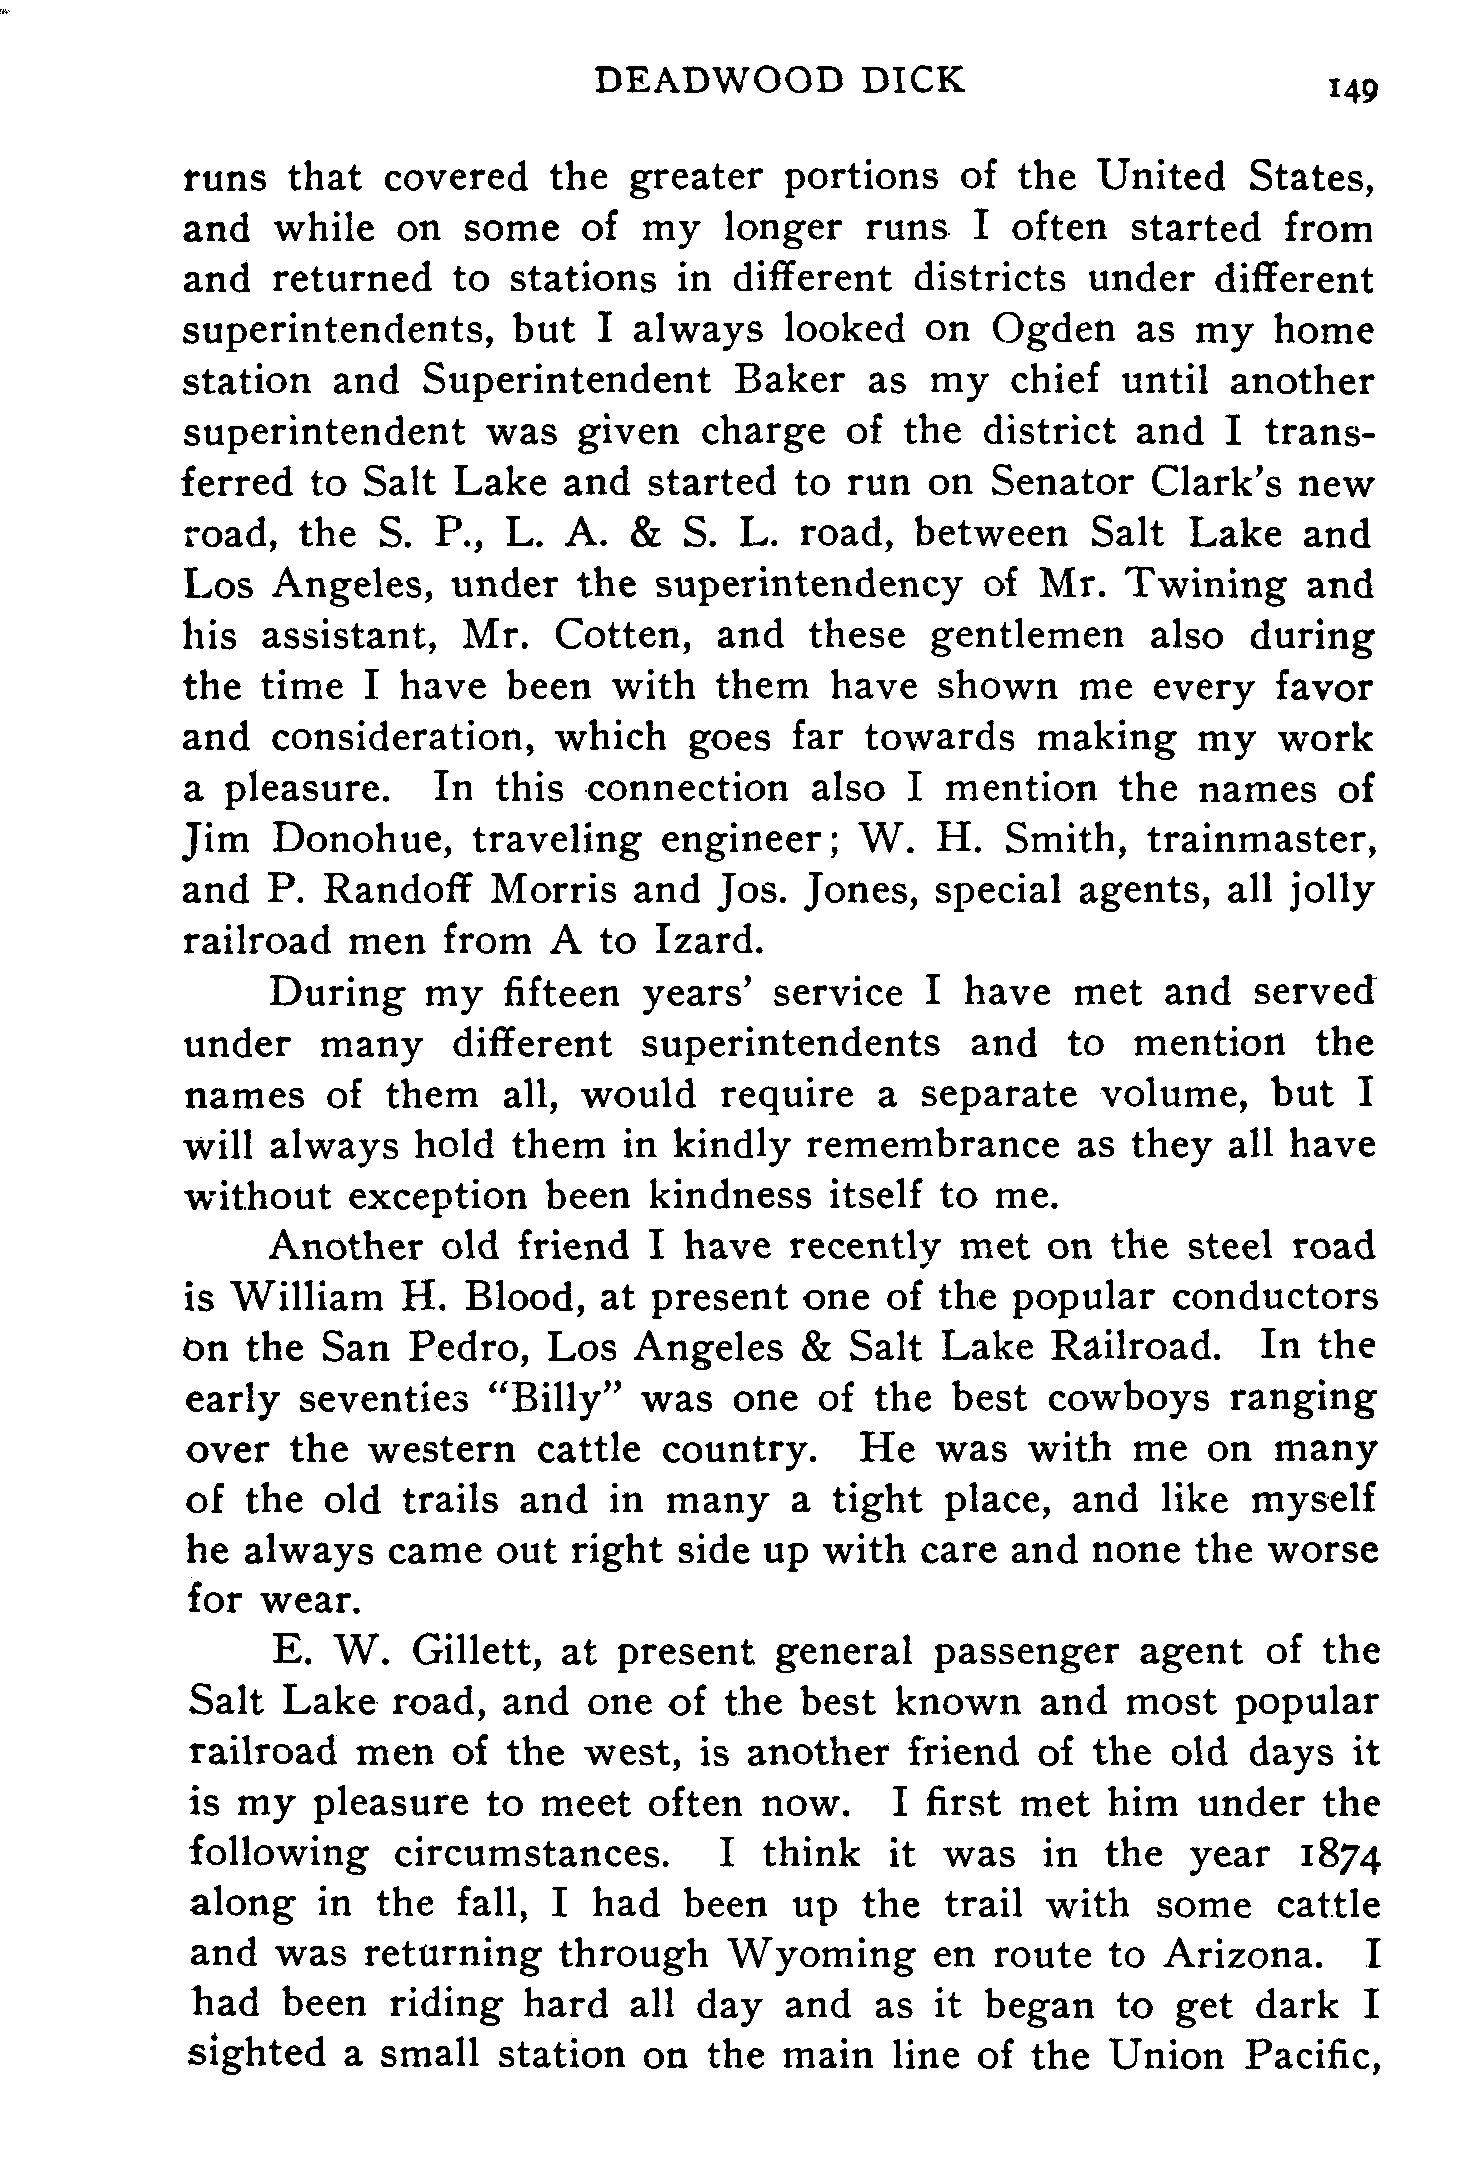 DEADWOOD DICK 149
runs that covered the greater portions of the United States,
and while on some of my longer runs I often started from
and returned to stations in different districts under different
superintendents, but I always looked on Ogden as my home
station and Superintendent Baker as my chief until another
superintendent was given charge of the district and I trans-
ferred to Salt Lake and started to run on Senator Clark's new
road, the S. P., L. A. & S. L. road, between Salt Lake and
Los Angeles, under the superintendency of Mr. Twining and
his assistant, Mr. Cotten, and these gentlemen also during
the time I have been with them have shown me every favor
and consideration, which goes far towards making my work
a pleasure. In this connection also I mention the names of
Jim Donohue, traveling engineer; W. H. Smith, trainmaster,
and P. Randoff Morris and Jos. Jones, special agents, all jolly
railroad men from A to Izard.
During my fifteen years' service I have met and served
under many different superintendents and to mention the
names of them all, would require a separate volume, but I
will always hold them in kindly remembrance as they all have
without exception been kindness itself to me.
Another old friend I have recently met on the steel road
is William H. Blood, at present one of the popular conductors
on the San Pedro, Los Angeles & Salt Lake Railroad. In the
early seventies "Billy" was one of the best cowboys ranging
over the western cattle country. He was with me on many
of the old trails and in many a tight place, and like myself
he always came out right side up with care and none the worse
for wear.
E. W. Gillett, at present general passenger agent of the
Salt Lake road, and one of the best known and most popular
railroad men of the west, is another friend of the old days it
is my pleasure to meet often now. I first met him under the
following circumstances. I think it was in the year 1874
along in the fall, I had been up the trail with some cattle
and was returning through Wyoming en route to Arizona. I
had been riding hard all day and as it began to get dark I
sighted a small station on the main line of the Union Pacific,